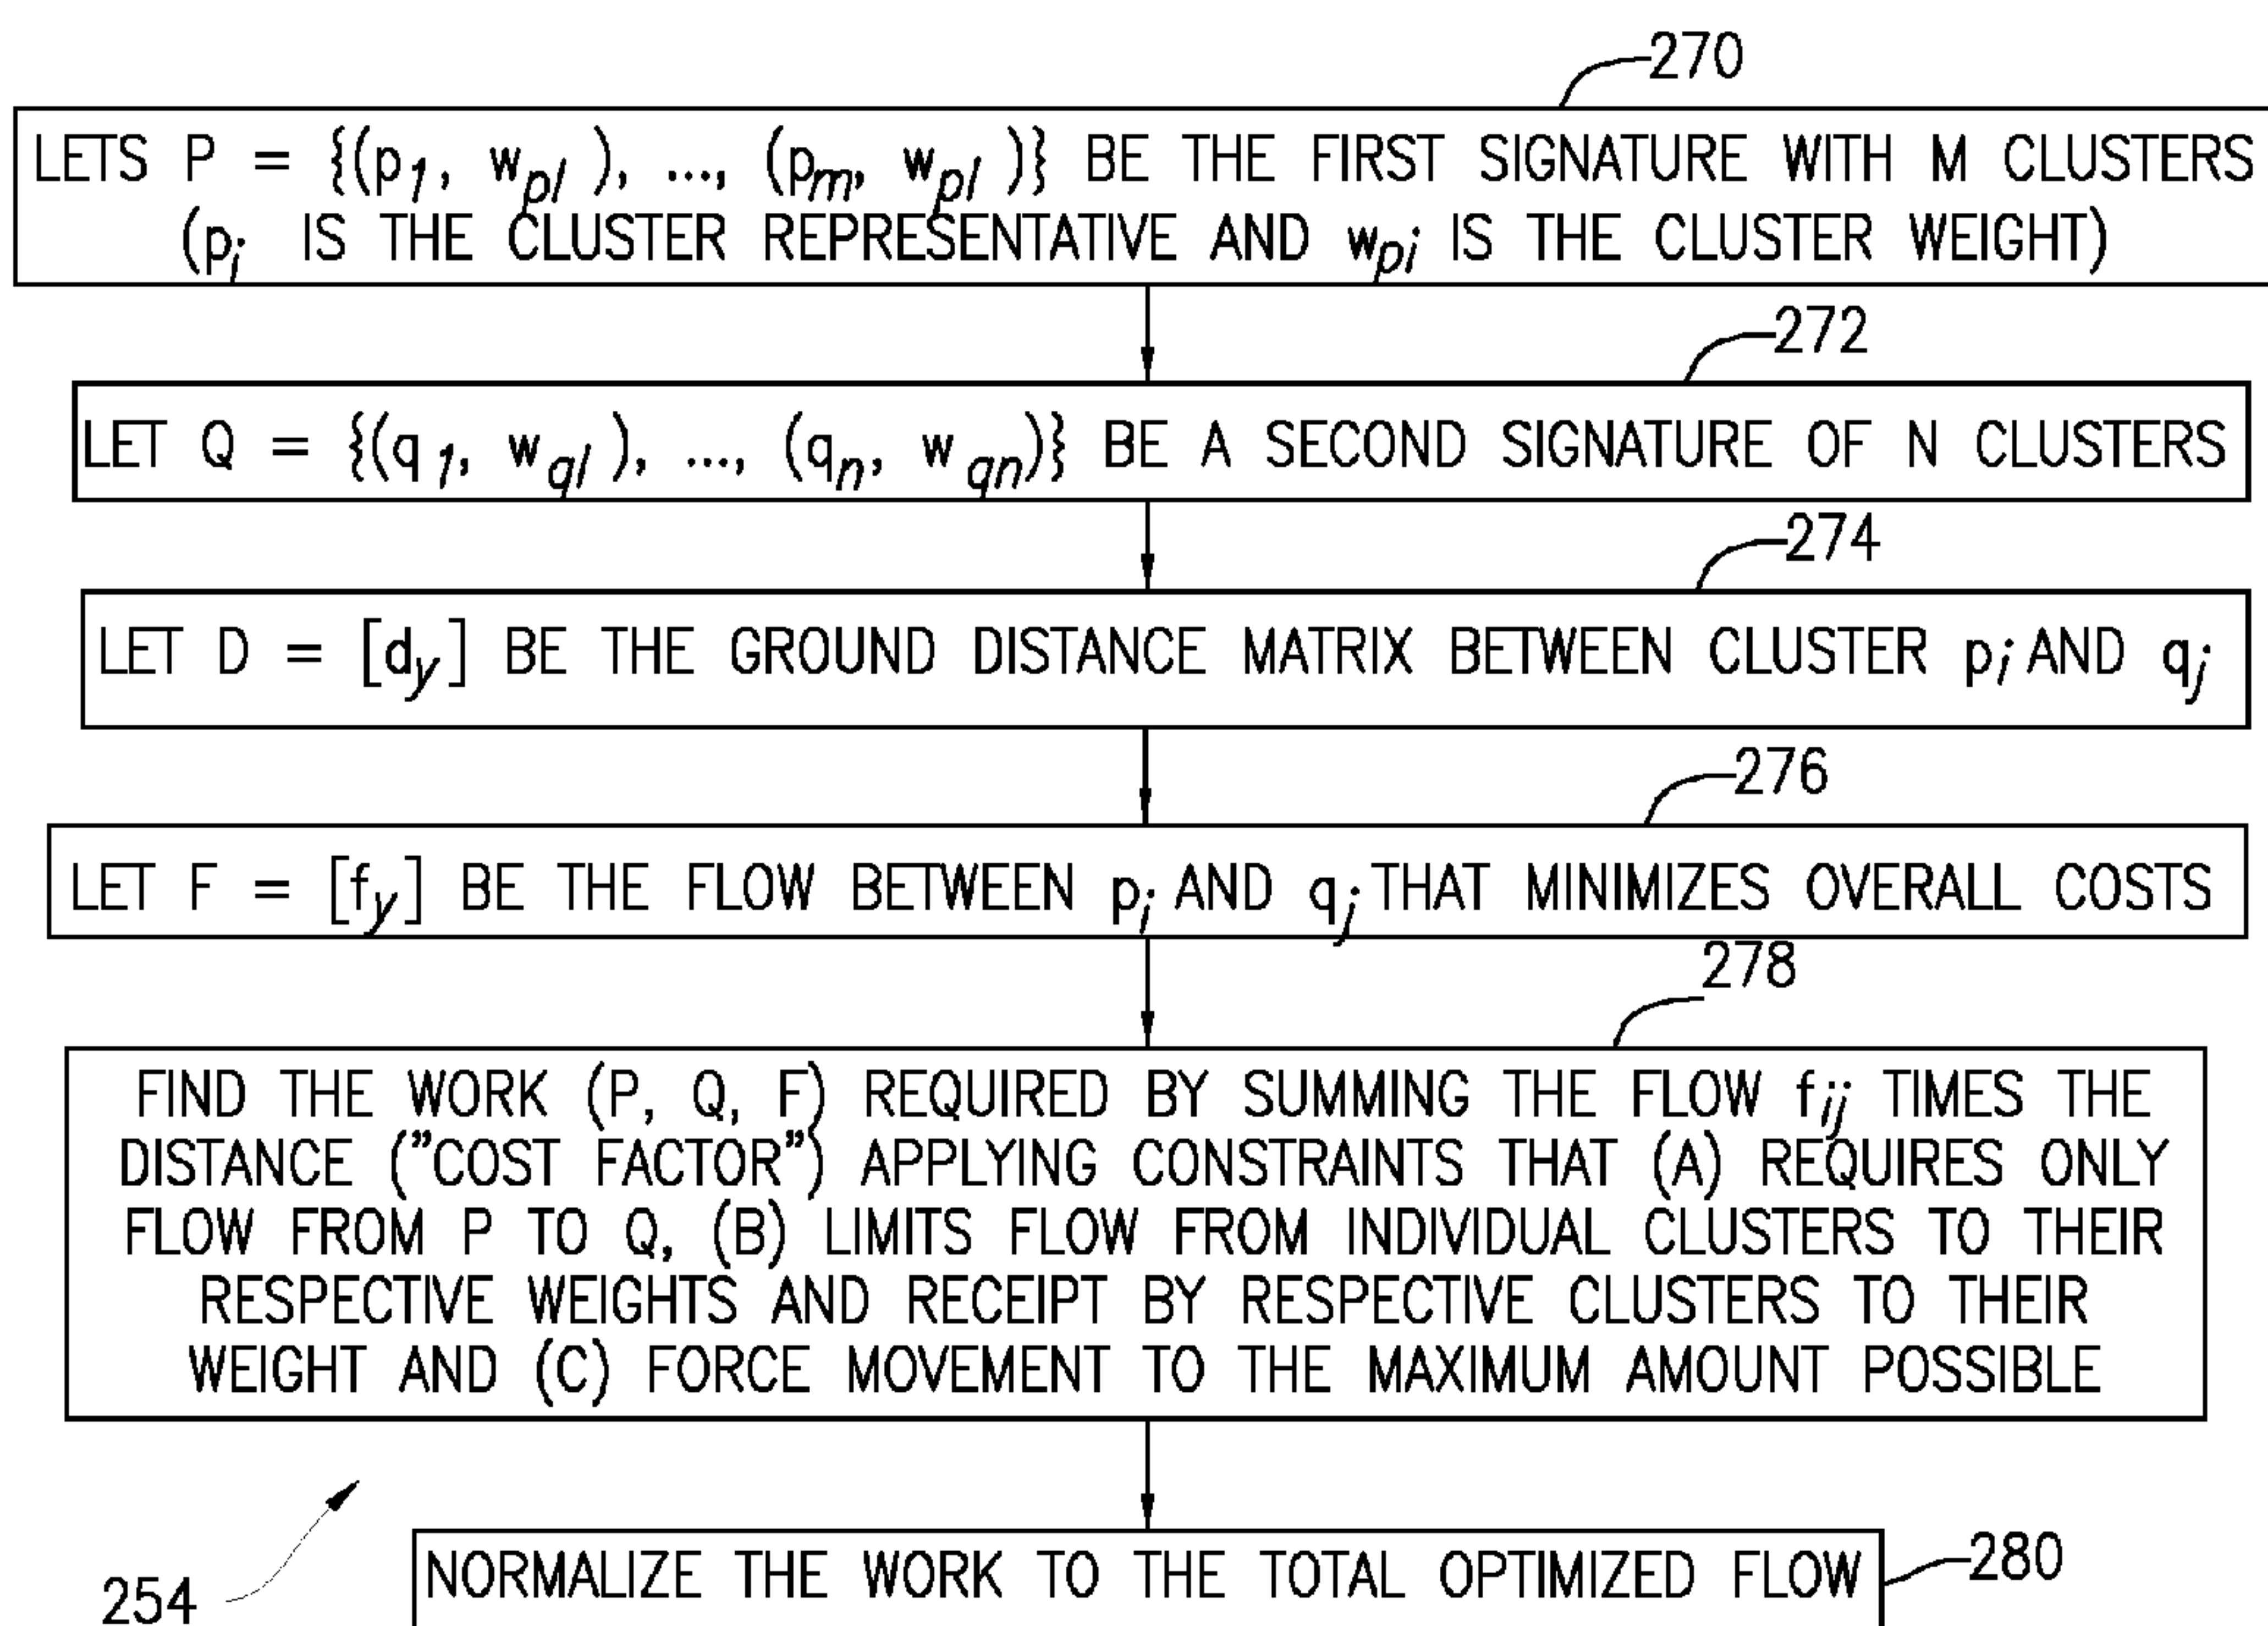 270
LETS P = {(p1, wpl), ..., (pm, wpl)} BE THE FIRST SIGNATURE WITH M CLUSTERS
(pi IS THE CLUSTER REPRESENTATIVE AND wpi IS THE CLUSTER WEIGHT)
272
LET Q = {(q1, wql), ..., (qn, wqn)} BE A SECOND SIGNATURE OF N CLUSTERS
274
LET D = [dy] BE THE GROUND DISTANCE MATRIX BETWEEN CLUSTER pi AND qj
276
LET F = [fy] BE THE FLOW BETWEEN pi AND qj THAT MINIMIZES OVERALL COSTS
278
FIND THE WORK (P, Q, F) REQUIRED BY SUMMING THE FLOW fij TIMES THE
DISTANCE ("COST FACTOR") APPLYING CONSTRAINTS THAT (A) REQUIRES ONLY
FLOW FROM P TO Q, (B) LIMITS FLOW FROM INDIVIDUAL CLUSTERS TO THEIR
RESPECTIVE WEIGHTS AND RECEIPT BY RESPECTIVE CLUSTERS TO THEIR
WEIGHT AND (C) FORCE MOVEMENT TO THE MAXIMUM AMOUNT POSSIBLE
NORMALIZE THE WORK TO THE TOTAL OPTIMIZED FLOW
280
254